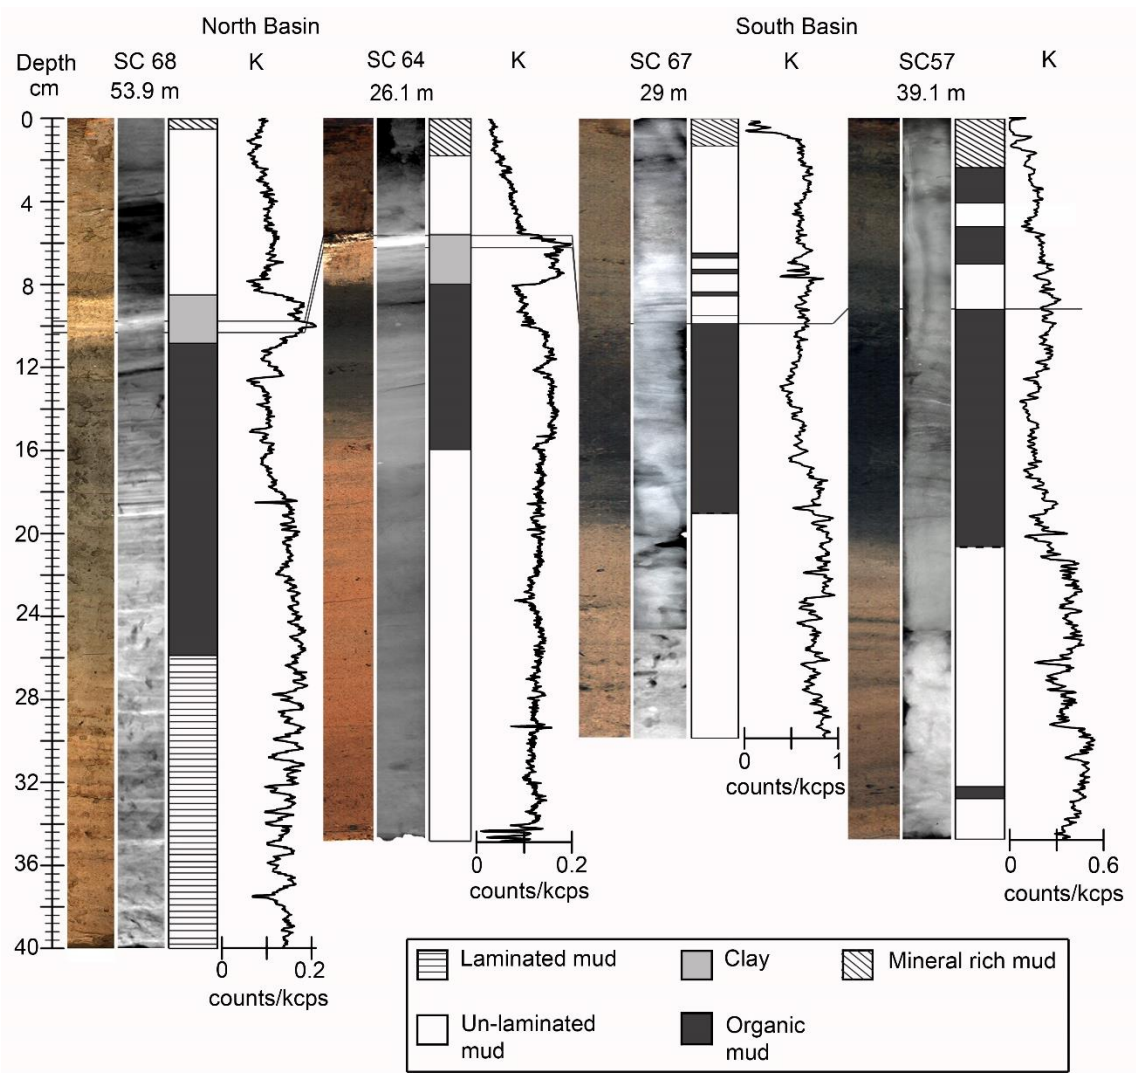 North Basin
South Basin
Depth
cm
SC 68
53.9 m
K
SC 64
26.1 m
K
SC 67
29 m
K
SC57
39.1 m
K
0
4
8
12
16
20
24
28
32
36
40
0 0.2
counts/kcps
0 0.2
counts/kcps
0 1
counts/kcps
0 0.6
counts/kcps
Laminated mud
Clay
Mineral rich mud
Un-laminated
mud
Organic
mud